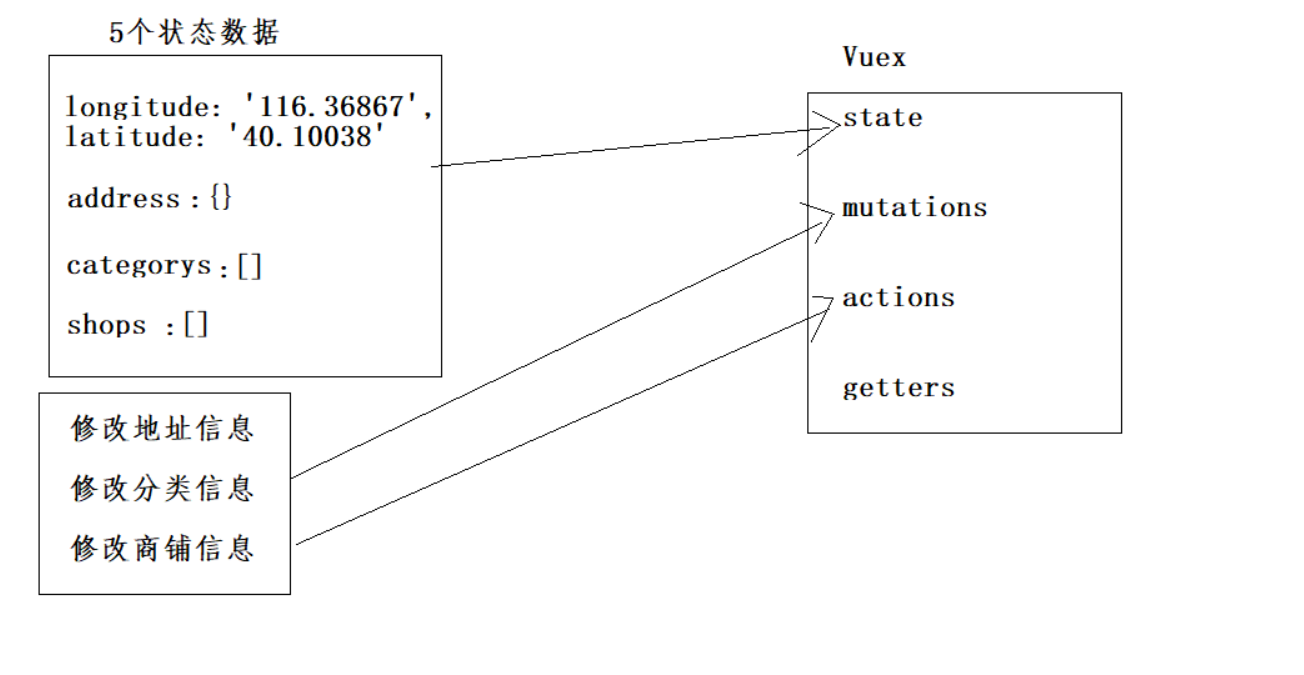 5个状态数据
longitude: '116.36867',
latitude: '40.10038'
address :{}
categorys :[]
shops :[]
修改地址信息
修改分类信息
修改商铺信息
Vuex
state
mutations
actions
getters